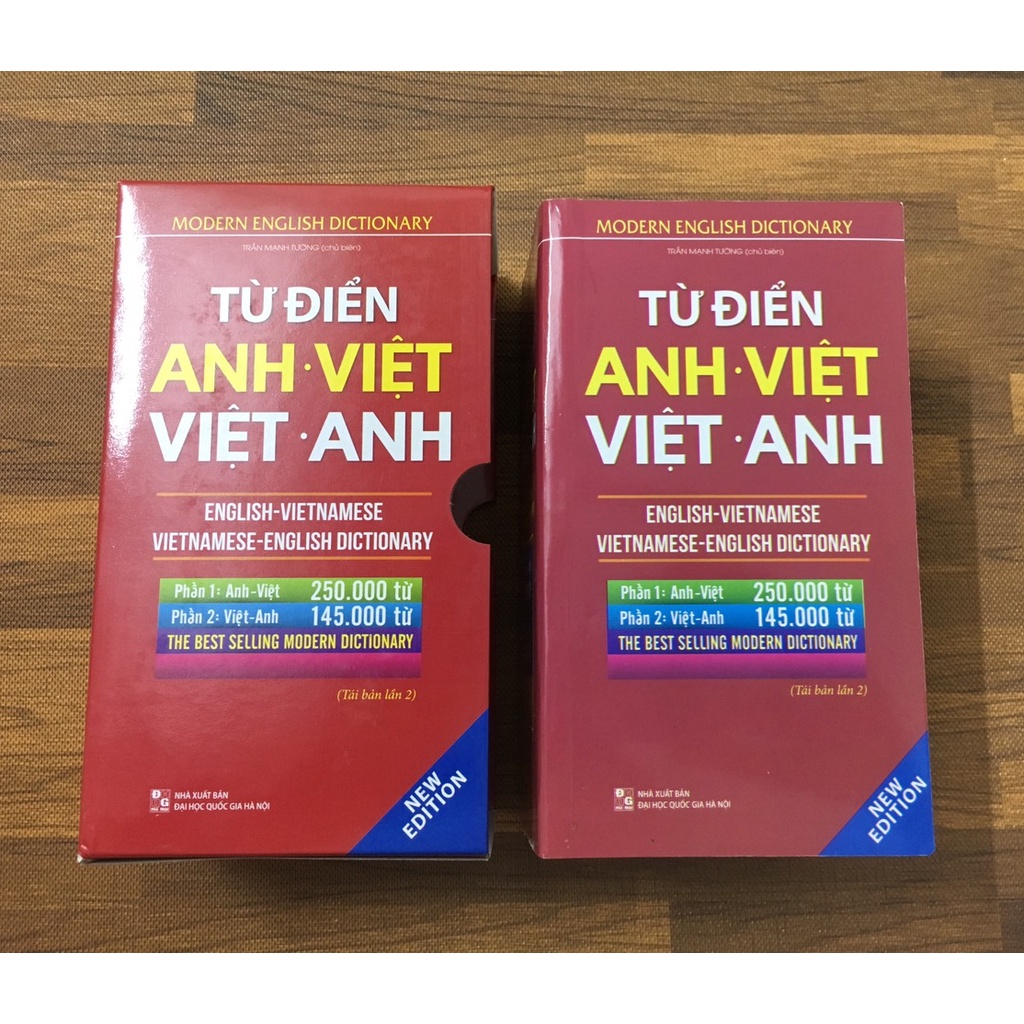 MODERN ENGLISH DICTIONARY
TRẦN MẠNH TƯỜNG (chủ biên)
TỪ ĐIỂN
ANH · VIỆT
VIỆT · ANH
ENGLISH-VIETNAMESE
VIETNAMESE-ENGLISH DICTIONARY
Phần 1: Anh-Việt 250.000 từ
Phần 2: Việt-Anh 145.000 từ
THE BEST SELLING MODERN DICTIONARY
(Tái bản lần 2)
NHÀ XUẤT BẢN
ĐẠI HỌC QUỐC GIA HÀ NỘI
NEW
EDITION
MODERN ENGLISH DICTIONARY
TRẦN MẠNH TƯỜNG (chủ biên)
TỪ ĐIỂN
ANH · VIỆT
VIỆT · ANH
ENGLISH-VIETNAMESE
VIETNAMESE-ENGLISH DICTIONARY
Phần 1: Anh-Việt 250.000 từ
Phần 2: Việt-Anh 145.000 từ
THE BEST SELLING MODERN DICTIONARY
(Tái bản lần 2)
NHÀ XUẤT BẢN
ĐẠI HỌC QUỐC GIA HÀ NỘI
NEW
EDITION